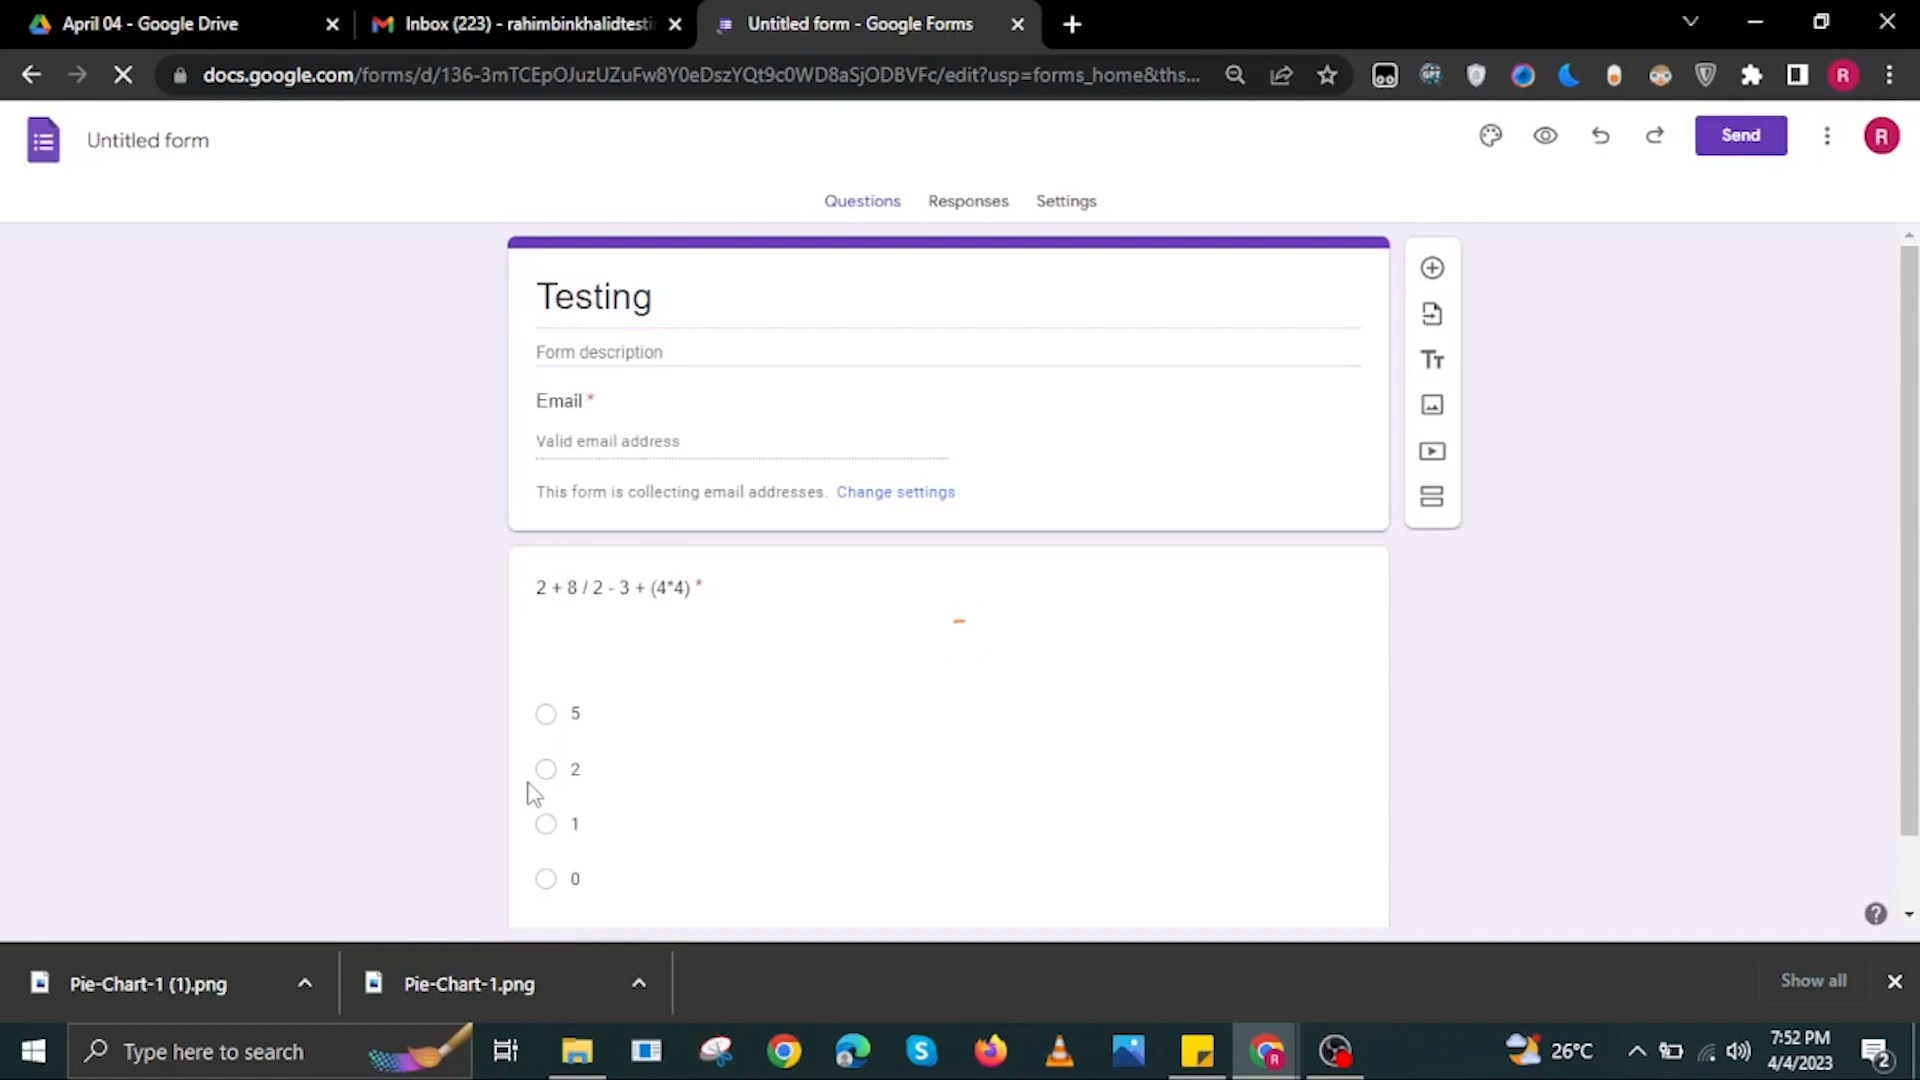 April 04 - Google Drive
Inbox (223) - rahimbinkhalidtesti
Untitled form - Google Forms
docs.google.com/forms/d/136-3mTCEpOJuzUZuFw8Y0eDszYQt9c0WD8aSjODBVFc/edit?usp=forms_home&ths...
R
Untitled form
Send
R
Questions
Responses
Settings
Testing
Form description
Email *
Valid email address
This form is collecting email addresses. Change settings
2 + 8 / 2 - 3 + (4*4) *
5
2
1
0
Pie-Chart-1 (1).png
Pie-Chart-1.png
Show all
Type here to search
26°C
7:52 PM
4/4/2023
2